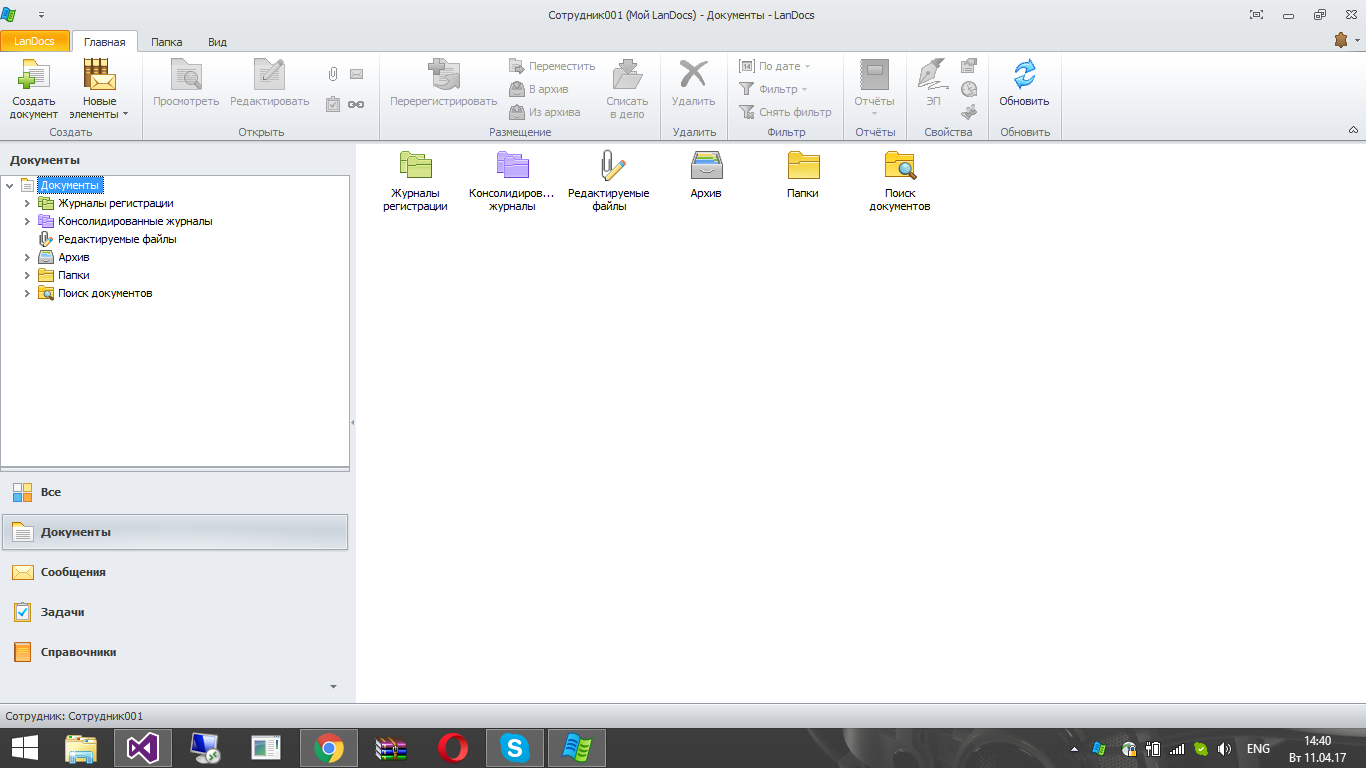 Сотрудник001 (Мой LanDocs) - Документы - LanDocs
LanDocs Главная Папка Вид
Создать документ
Новые элементы
Создать
Просмотреть
Редактировать
Открыть
Перерегистрировать
Переместить
В архив
Из архива
Списать в дело
Размещение
Удалить
Удалить
По дате
Фильтр
Снять фильтр
Фильтр
Отчёты
Отчёты
ЭП
Свойства
Обновить
Обновить
Документы
Документы
Журналы регистрации
Консолидированные журналы
Редактируемые файлы
Архив
Папки
Поиск документов
Журналы
регистрации
Консолидиров...
журналы
Редактируемые
файлы
Архив
Папки
Поиск
документов
Все
Документы
Сообщения
Задачи
Справочники
Сотрудник: Сотрудник001
ENG
14:40
Вт 11.04.17